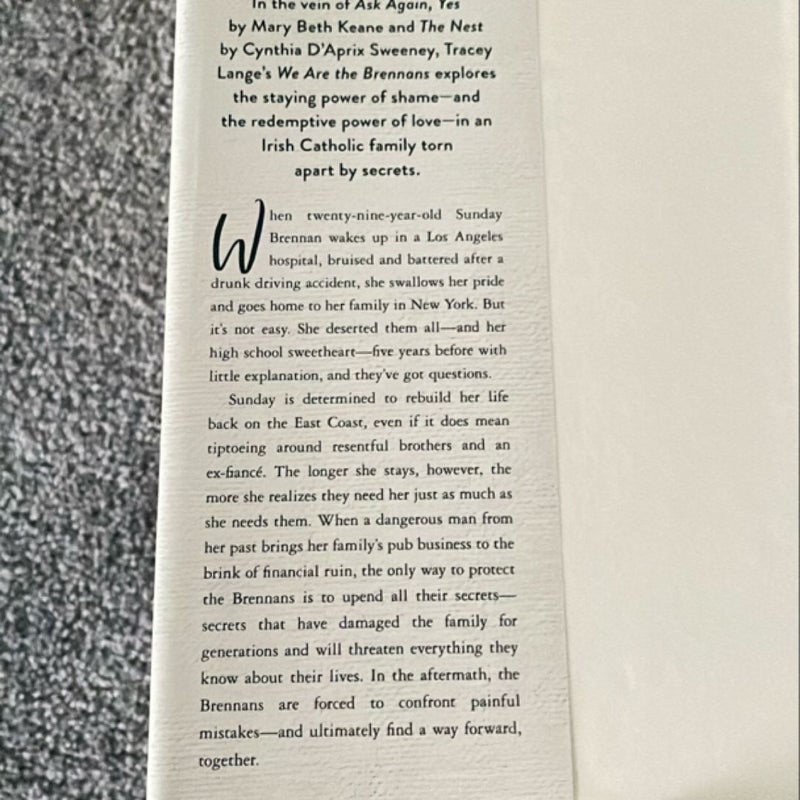 In the vein of Ask Again, Yes
by Mary Beth Keane and The Nest
by Cynthia D'Aprix Sweeney, Tracey
Lange's We Are the Brennans explores
the staying power of shame—and
the redemptive power of love—in an
Irish Catholic family torn
apart by secrets.
When twenty-nine-year-old Sunday
Brennan wakes up in a Los Angeles
hospital, bruised and battered after a
drunk driving accident, she swallows her pride
and goes home to her family in New York. But
it's not easy. She deserted them all—and her
high school sweetheart—five years before with
little explanation, and they've got questions.
Sunday is determined to rebuild her life
back on the East Coast, even if it does mean
tiptoeing around resentful brothers and an
ex-fiancé. The longer she stays, however, the
more she realizes they need her just as much as
she needs them. When a dangerous man from
her past brings her family's pub business to the
brink of financial ruin, the only way to protect
the Brennans is to upend all their secrets—
secrets that have damaged the family for
generations and will threaten everything they
know about their lives. In the aftermath, the
Brennans are forced to confront painful
mistakes—and ultimately find a way forward,
together.